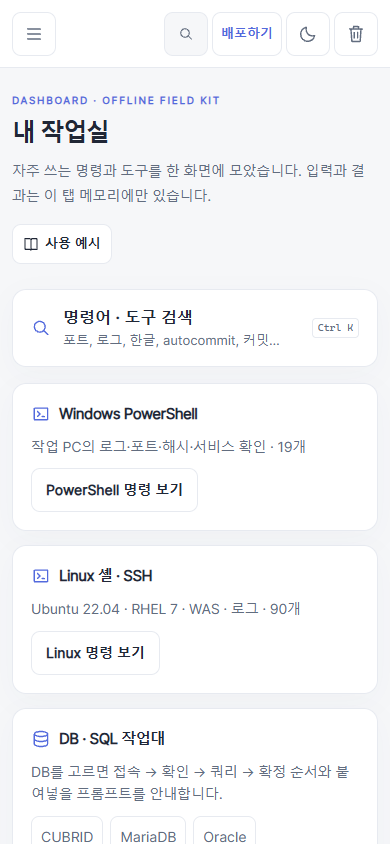 배포하기
DASHBOARD · OFFLINE FIELD KIT
내 작업실
자주 쓰는 명령과 도구를 한 화면에 모았습니다. 입력과 결
과는 이 탭 메모리에만 있습니다.
사용 예시
명령어 · 도구 검색
포트, 로그, 한글, autocommit, 커밋...
Ctrl K
Windows PowerShell
작업 PC의 로그·포트·해시·서비스 확인 · 19개
PowerShell 명령 보기
Linux 셸 · SSH
Ubuntu 22.04 · RHEL 7 · WAS · 로그 · 90개
Linux 명령 보기
DB · SQL 작업대
DB를 고르면 접속 → 확인 → 쿼리 → 확정 순서와 붙
여넣을 프롬프트를 안내합니다.
CUBRID
MariaDB
Oracle